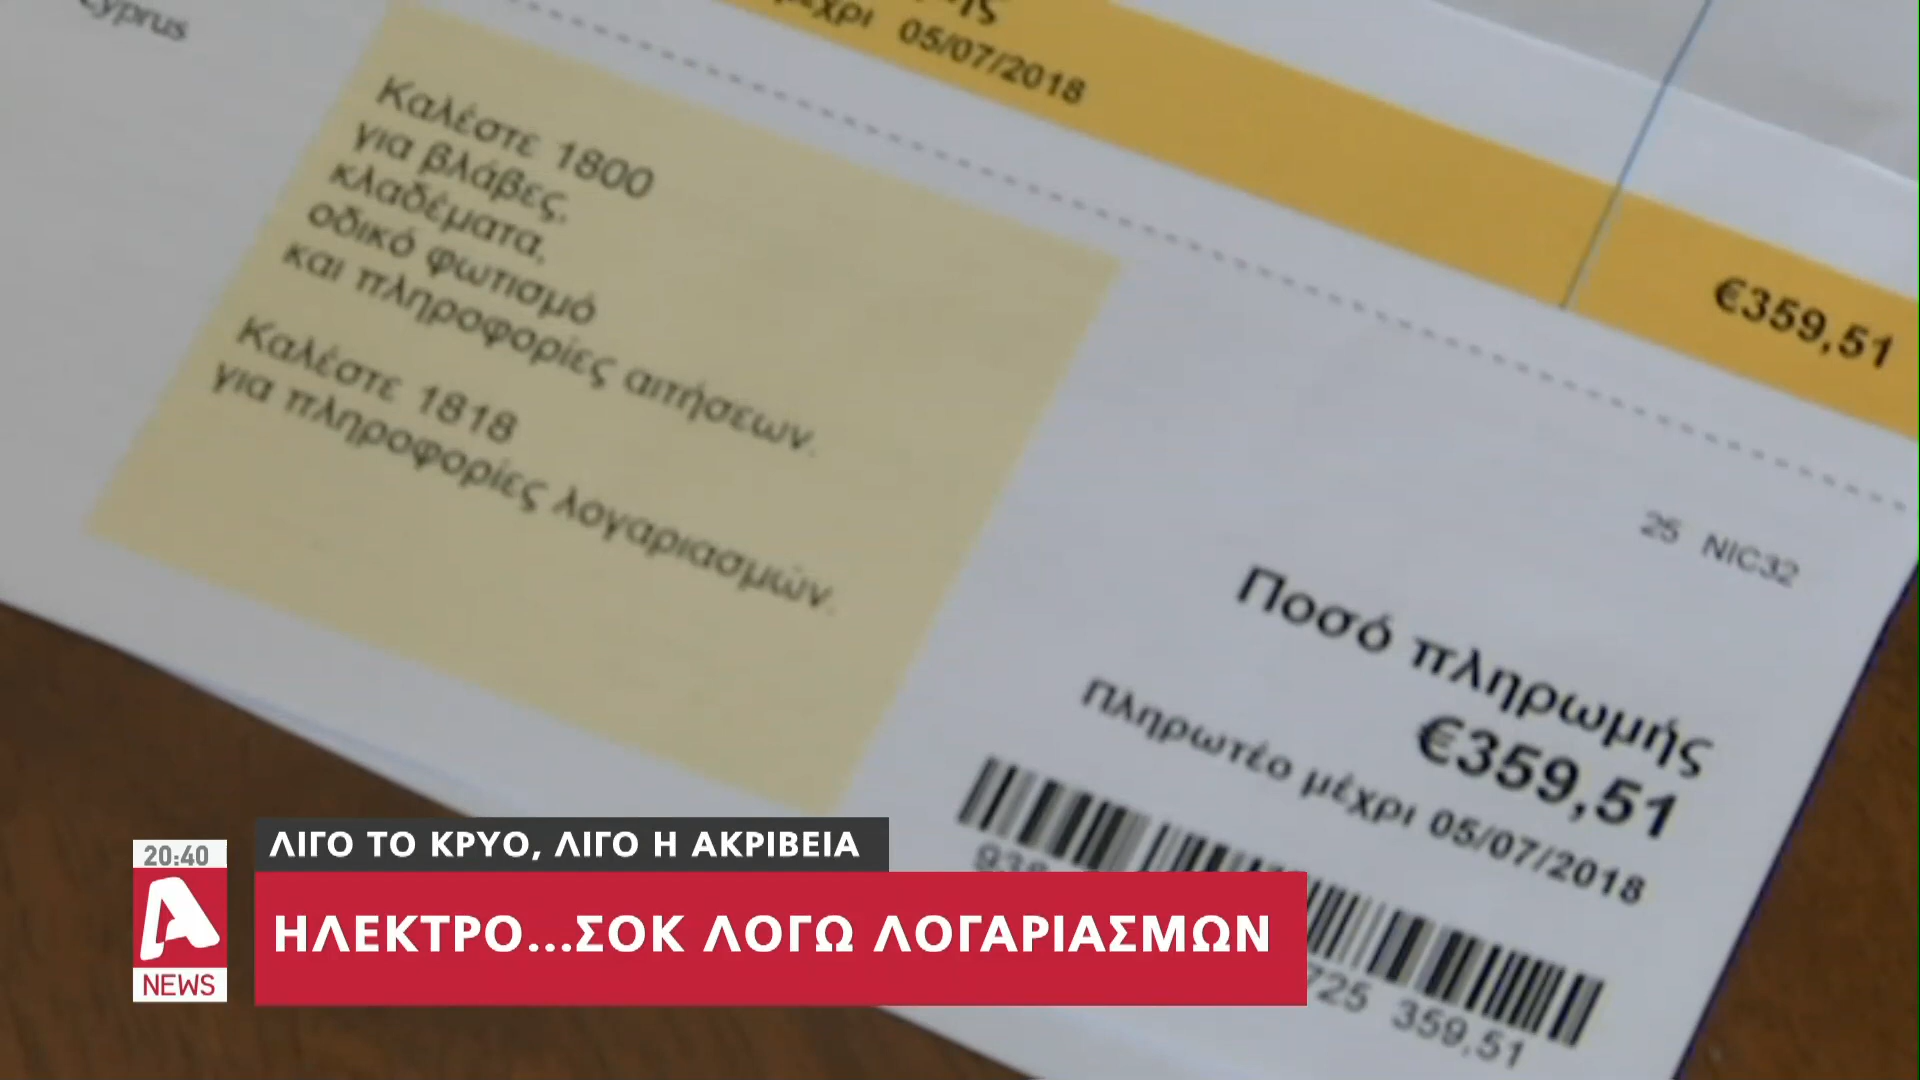 Cyprus
μέχρι 05/07/2018
Καλέστε 1800
για βλάβες,
κλαδέματα,
οδικό φωτισμό
και πληροφορίες αιτήσεων.
Καλέστε 1818
για πληροφορίες λογαριασμών.
€359,51
25 NIC32
Ποσό πληρωμής
€359,51
Πληρωτέο μέχρι 05/07/2018
725 359,51
20:40
NEWS
ΛΙΓΟ ΤΟ ΚΡΥΟ, ΛΙΓΟ Η ΑΚΡΙΒΕΙΑ
ΗΛΕΚΤΡΟ...ΣΟΚ ΛΟΓΩ ΛΟΓΑΡΙΑΣΜΩΝ